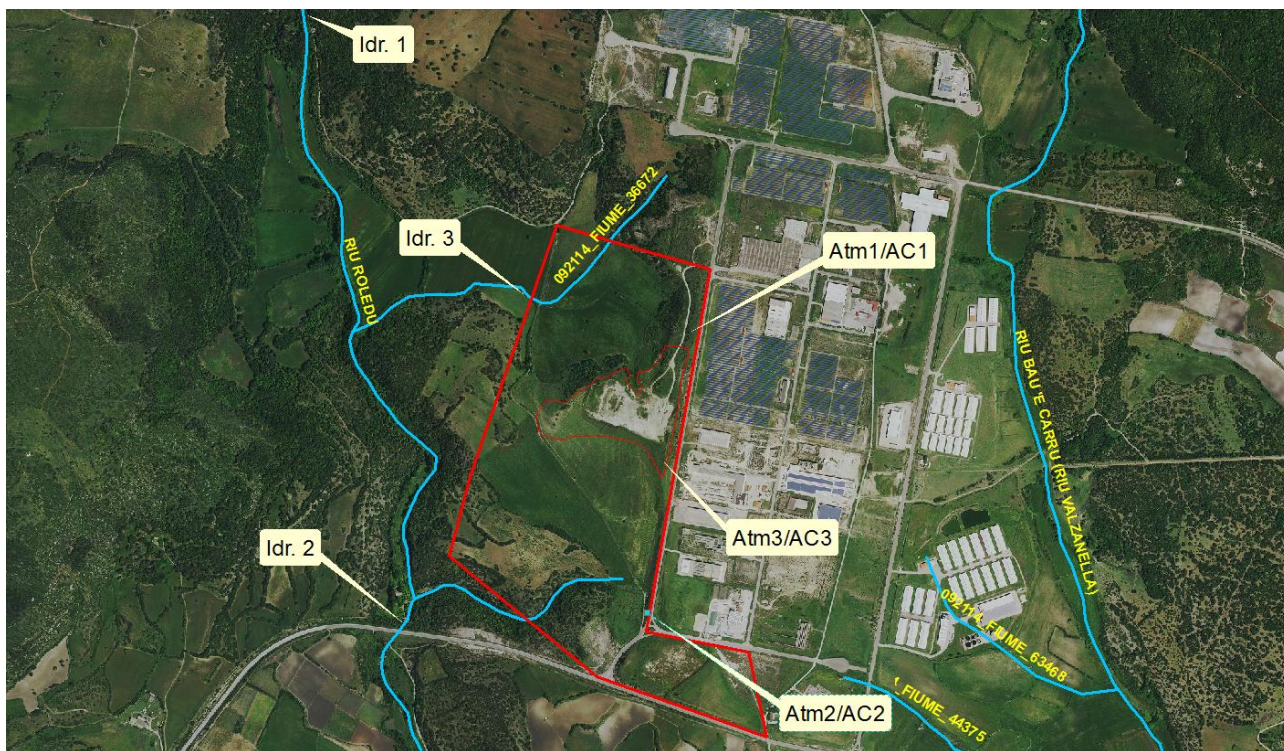 Idr. 1
092114_FIUME_36672
Idr. 3
Atm1/AC1
RIU ROLEDU
RIU BAU 'E CARRU (RIU VALZANELLA)
Atm3/AC3
Idr. 2
092114_FIUME_63468
_FIUME_44375
Atm2/AC2